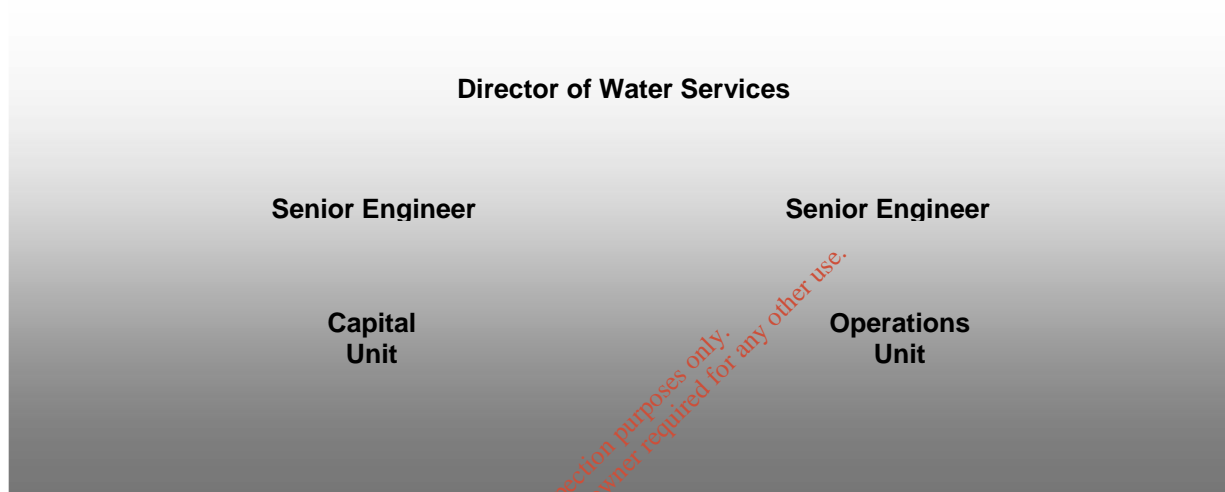 Director of Water Services
Senior Engineer
Senior Engineer
Capital
Unit
Operations
Unit
purposes only.
required for any other use.